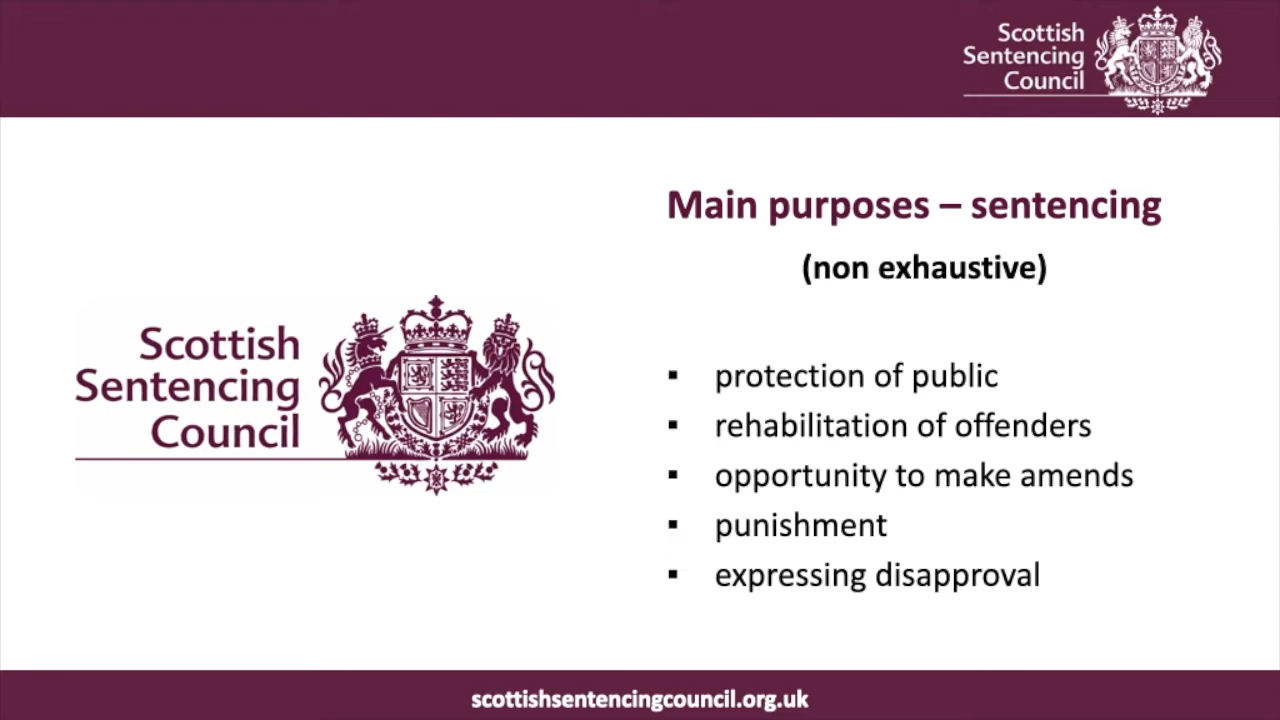 Scottish
Sentencing
Council
Main purposes – sentencing
(non exhaustive)
Scottish
Sentencing
Council
▪ protection of public
▪ rehabilitation of offenders
▪ opportunity to make amends
▪ punishment
▪ expressing disapproval
scottishsentencingcouncil.org.uk